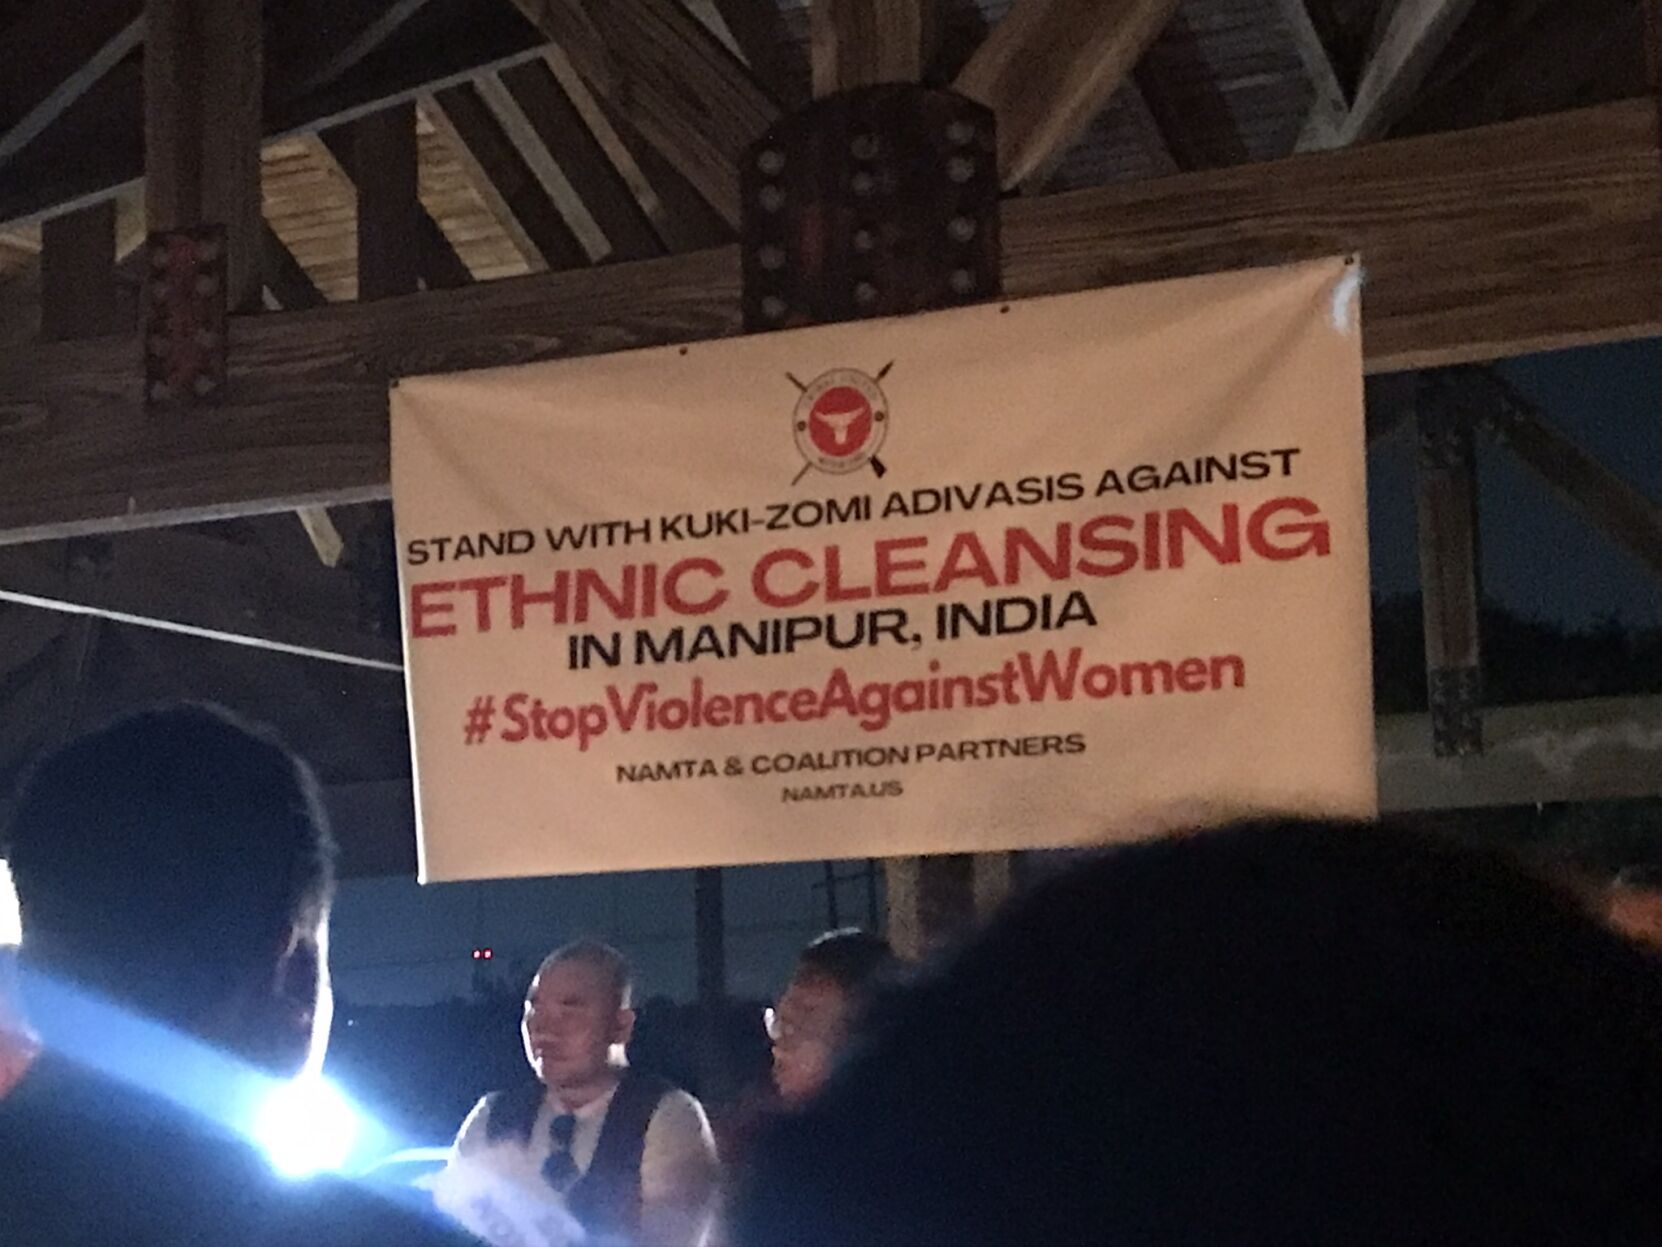 STAND WITH KUKI-ZOMI ADIVASIS AGAINST
ETHNIC CLEANSING
IN MANIPUR, INDIA
#StopViolenceAgainstWomen
NAMTA & COALITION PARTNERS
NAMTA.US